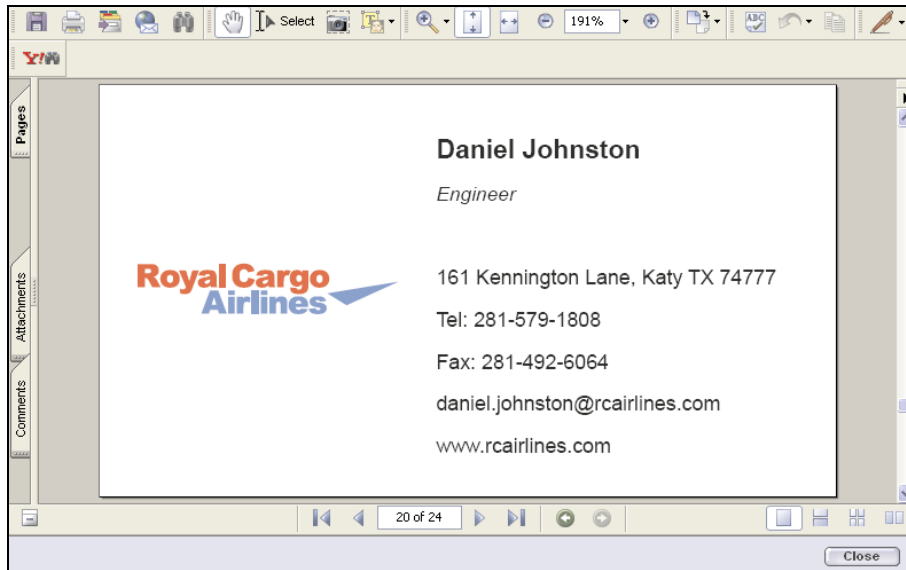 Select
191%
ABC
Y!
Pages
Attachments
Comments
Daniel Johnston
Engineer
Royal Cargo
Airlines
161 Kennington Lane, Katy TX 74777
Tel: 281-579-1808
Fax: 281-492-6064
daniel.johnston@rcairlines.com
www.rcairlines.com
20 of 24
Close